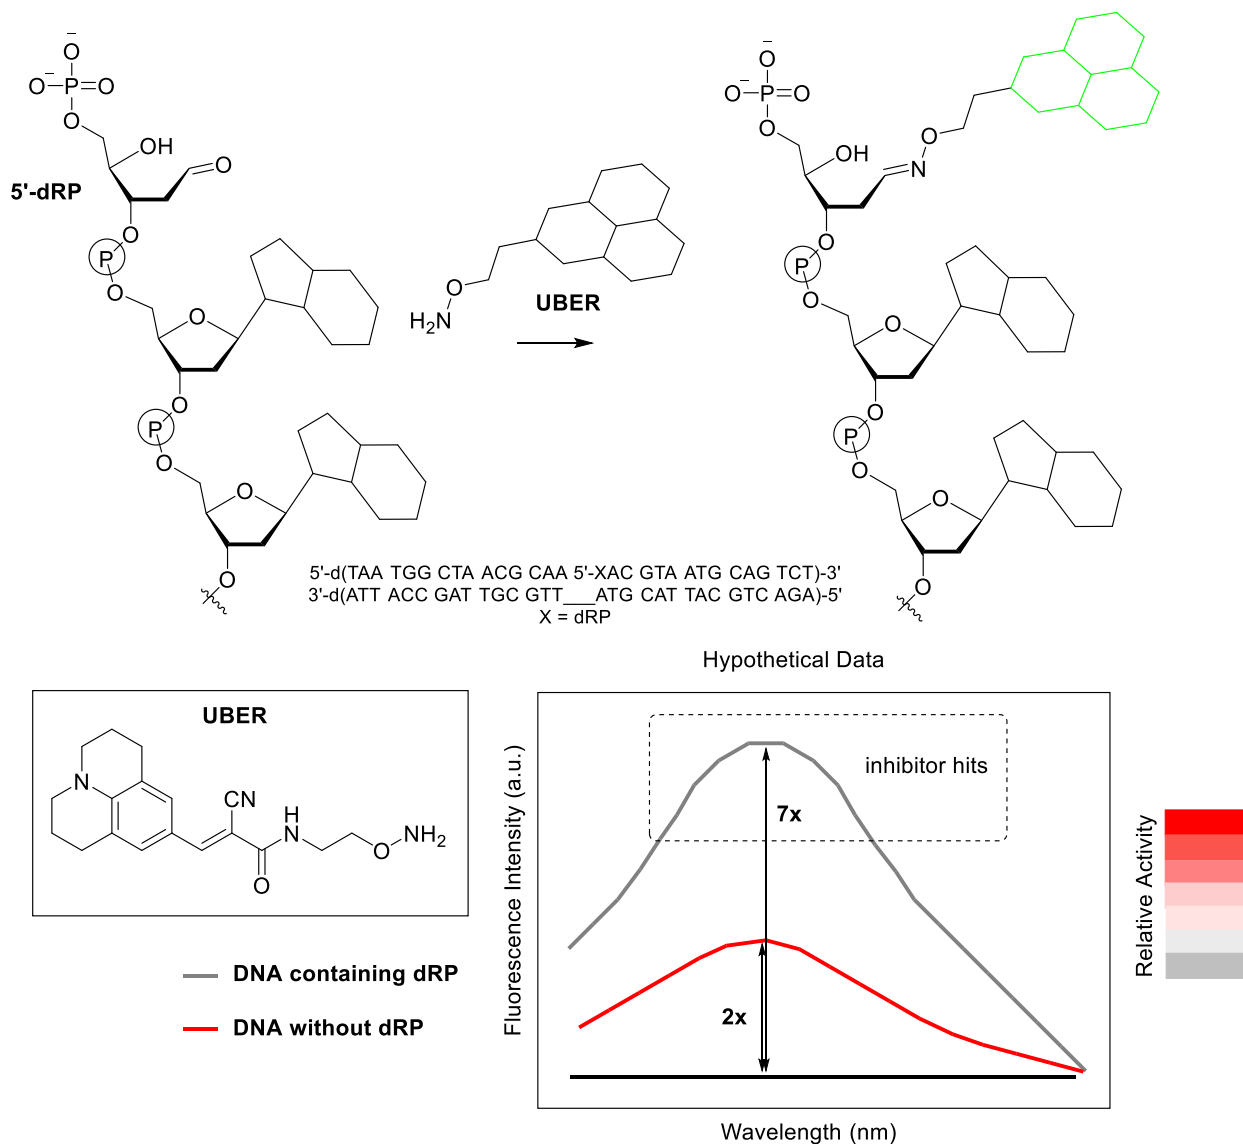 O
O
P
O
O
OH
O
5'-dRP
O
P
O
O
O
P
O
O
O
H₂N
O
UBER
O
O
P
O
O
OH
O
N
O
P
O
O
O
P
O
O
O
5'-d(TAA TGG CTA ACG CAA 5'-XAC GTA ATG CAG TCT)-3'
3'-d(ATT ACC GAT TGC GTT___ATG CAT TAC GTC AGA)-5'
X = dRP
Hypothetical Data
UBER
N
CN
H
N
O
NH₂
O
DNA containing dRP
DNA without dRP
Fluorescence Intensity (a.u.)
inhibitor hits
7x
2x
Wavelength (nm)
Relative Activity